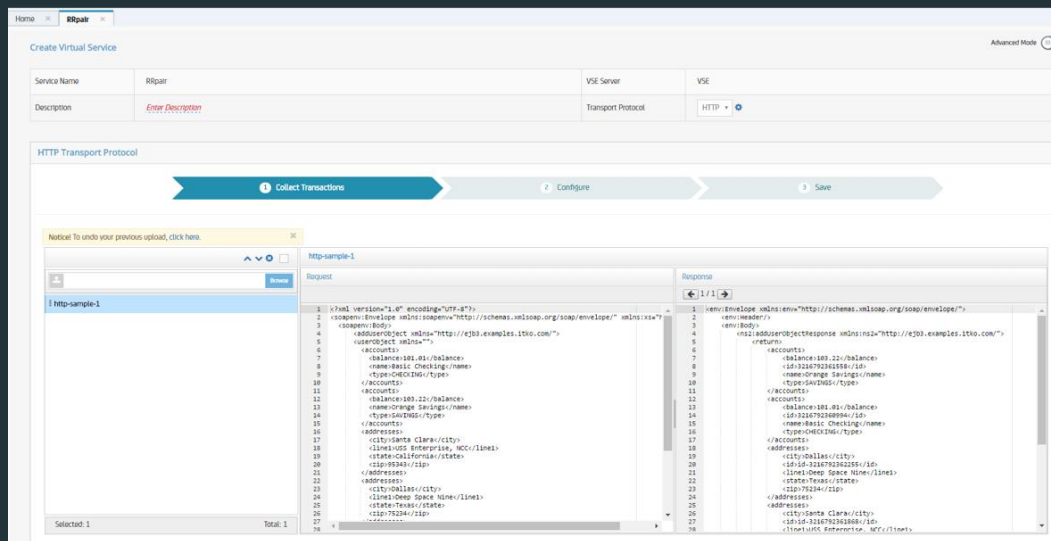 Home ×
RRpair ×
Create Virtual Service
Advanced Mode
Service Name
RRpair
VSE Server
VSE
Description
Enter Description
Transport Protocol
HTTP
HTTP Transport Protocol
1 Collect Transactions
2 Configure
3 Save
Notice! To undo your previous upload, click here. ×
Browse
! http-sample-1
Selected: 1
Total: 1
http-sample-1
Request
1 <?xml version="1.0" encoding="UTF-8"?>
2 <soapenv:Envelope xmlns:soapenv="http://schemas.xmlsoap.org/soap/envelope/" xmlns:xs="
3 <soapenv:Body>
4 <addUserObject xmlns="http://ejb3.examples.itko.com/">
5 <userObject xmlns="">
6 <accounts>
7 <balance>101.01</balance>
8 <name>Basic Checking</name>
9 <type>CHECKING</type>
10 </accounts>
11 <accounts>
12 <balance>103.22</balance>
13 <name>Orange Savings</name>
14 <type>SAVINGS</type>
15 </accounts>
16 <addresses>
17 <city>Santa Clara</city>
18 <line1>USS Enterprise, NCC</line1>
19 <state>California</state>
20 <zip>95343</zip>
21 </addresses>
22 <addresses>
23 <city>Dallas</city>
24 <line1>Deep Space Nine</line1>
25 <state>Texas</state>
26 <zip>75234</zip>
27 </addresses>
28
Response
1 / 1
1 <env:Envelope xmlns:env="http://schemas.xmlsoap.org/soap/envelope/">
2 <env:Header/>
3 <env:Body>
4 <ns2:addUserObjectResponse xmlns:ns2="http://ejb3.examples.itko.com/">
5 <return>
6 <accounts>
7 <balance>103.22</balance>
8 <id>3216792361558</id>
9 <name>Orange Savings</name>
10 <type>SAVINGS</type>
11 </accounts>
12 <accounts>
13 <balance>101.01</balance>
14 <id>3216792360994</id>
15 <name>Basic Checking</name>
16 <type>CHECKING</type>
17 </accounts>
18 <addresses>
19 <city>Dallas</city>
20 <id>id-3216792362255</id>
21 <line1>Deep Space Nine</line1>
22 <state>Texas</state>
23 <zip>75234</zip>
24 </addresses>
25 <addresses>
26 <city>Santa Clara</city>
27 <id>id-3216792361868</id>
28 <line1>USS Enterprise, NCC</line1>